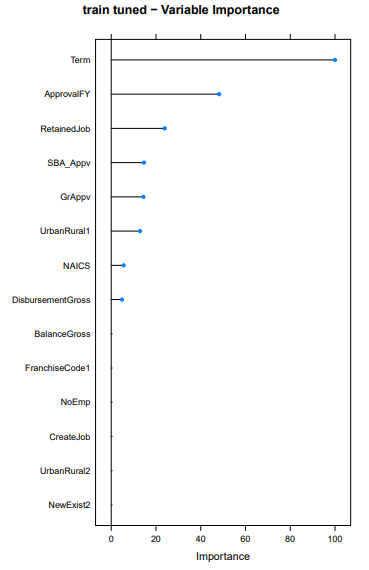 train tuned − Variable Importance
Term
ApprovalFY
RetainedJob
SBA_Appv
GrAppv
UrbanRural1
NAICS
DisbursementGross
BalanceGross
FranchiseCode1
NoEmp
CreateJob
UrbanRural2
NewExist2
0 20 40 60 80 100
Importance